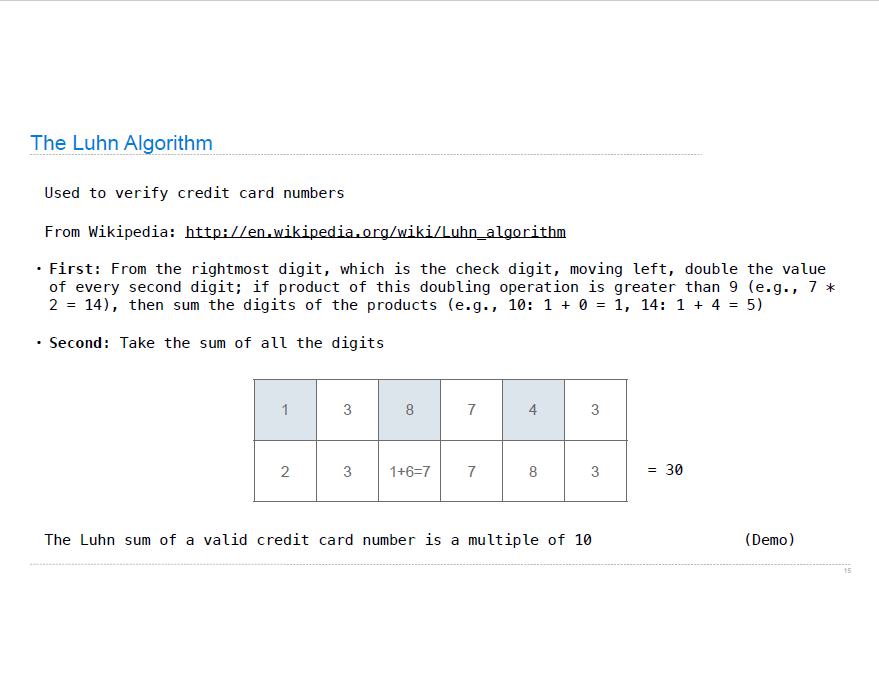 The Luhn Algorithm
Used to verify credit card numbers
From Wikipedia: http://en.wikipedia.org/wiki/Luhn_algorithm
• First: From the rightmost digit, which is the check digit, moving left, double the value
of every second digit; if product of this doubling operation is greater than 9 (e.g., 7 *
2 = 14), then sum the digits of the products (e.g., 10: 1 + 0 = 1, 14: 1 + 4 = 5)
• Second: Take the sum of all the digits
1 3 8 7 4 3
2 3 1+6=7 7 8 3 = 30
The Luhn sum of a valid credit card number is a multiple of 10 (Demo)
15